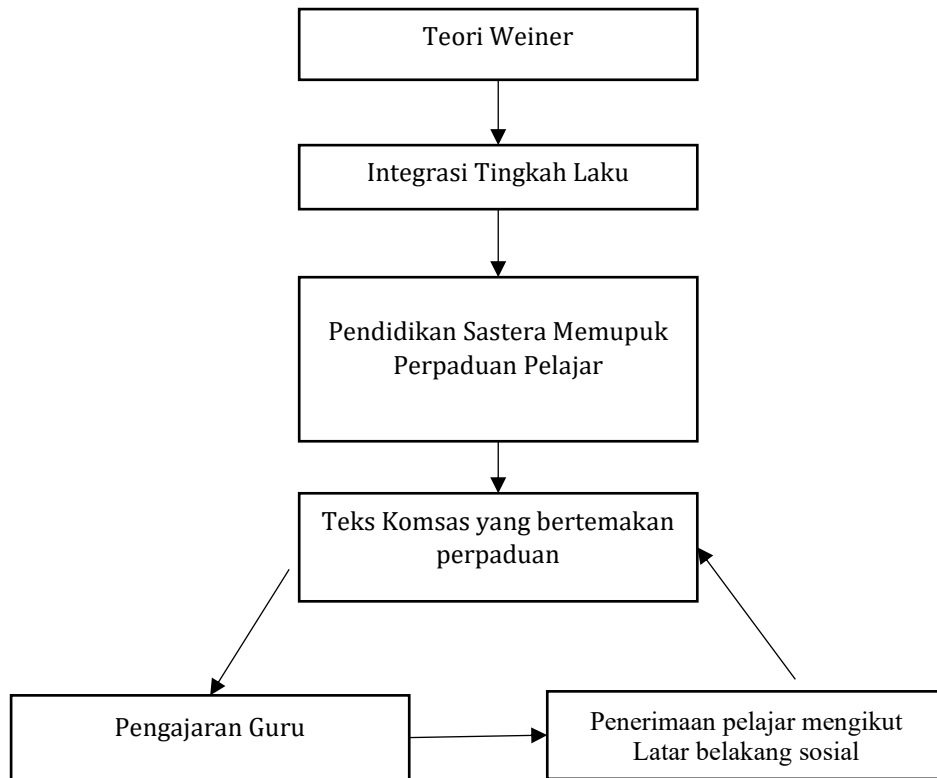 Teori Weiner
Integrasi Tingkah Laku
Pendidikan Sastera Memupuk
Perpaduan Pelajar
Teks Komsas yang bertemakan
perpaduan
Pengajaran Guru
Penerimaan pelajar mengikut
Latar belakang sosial